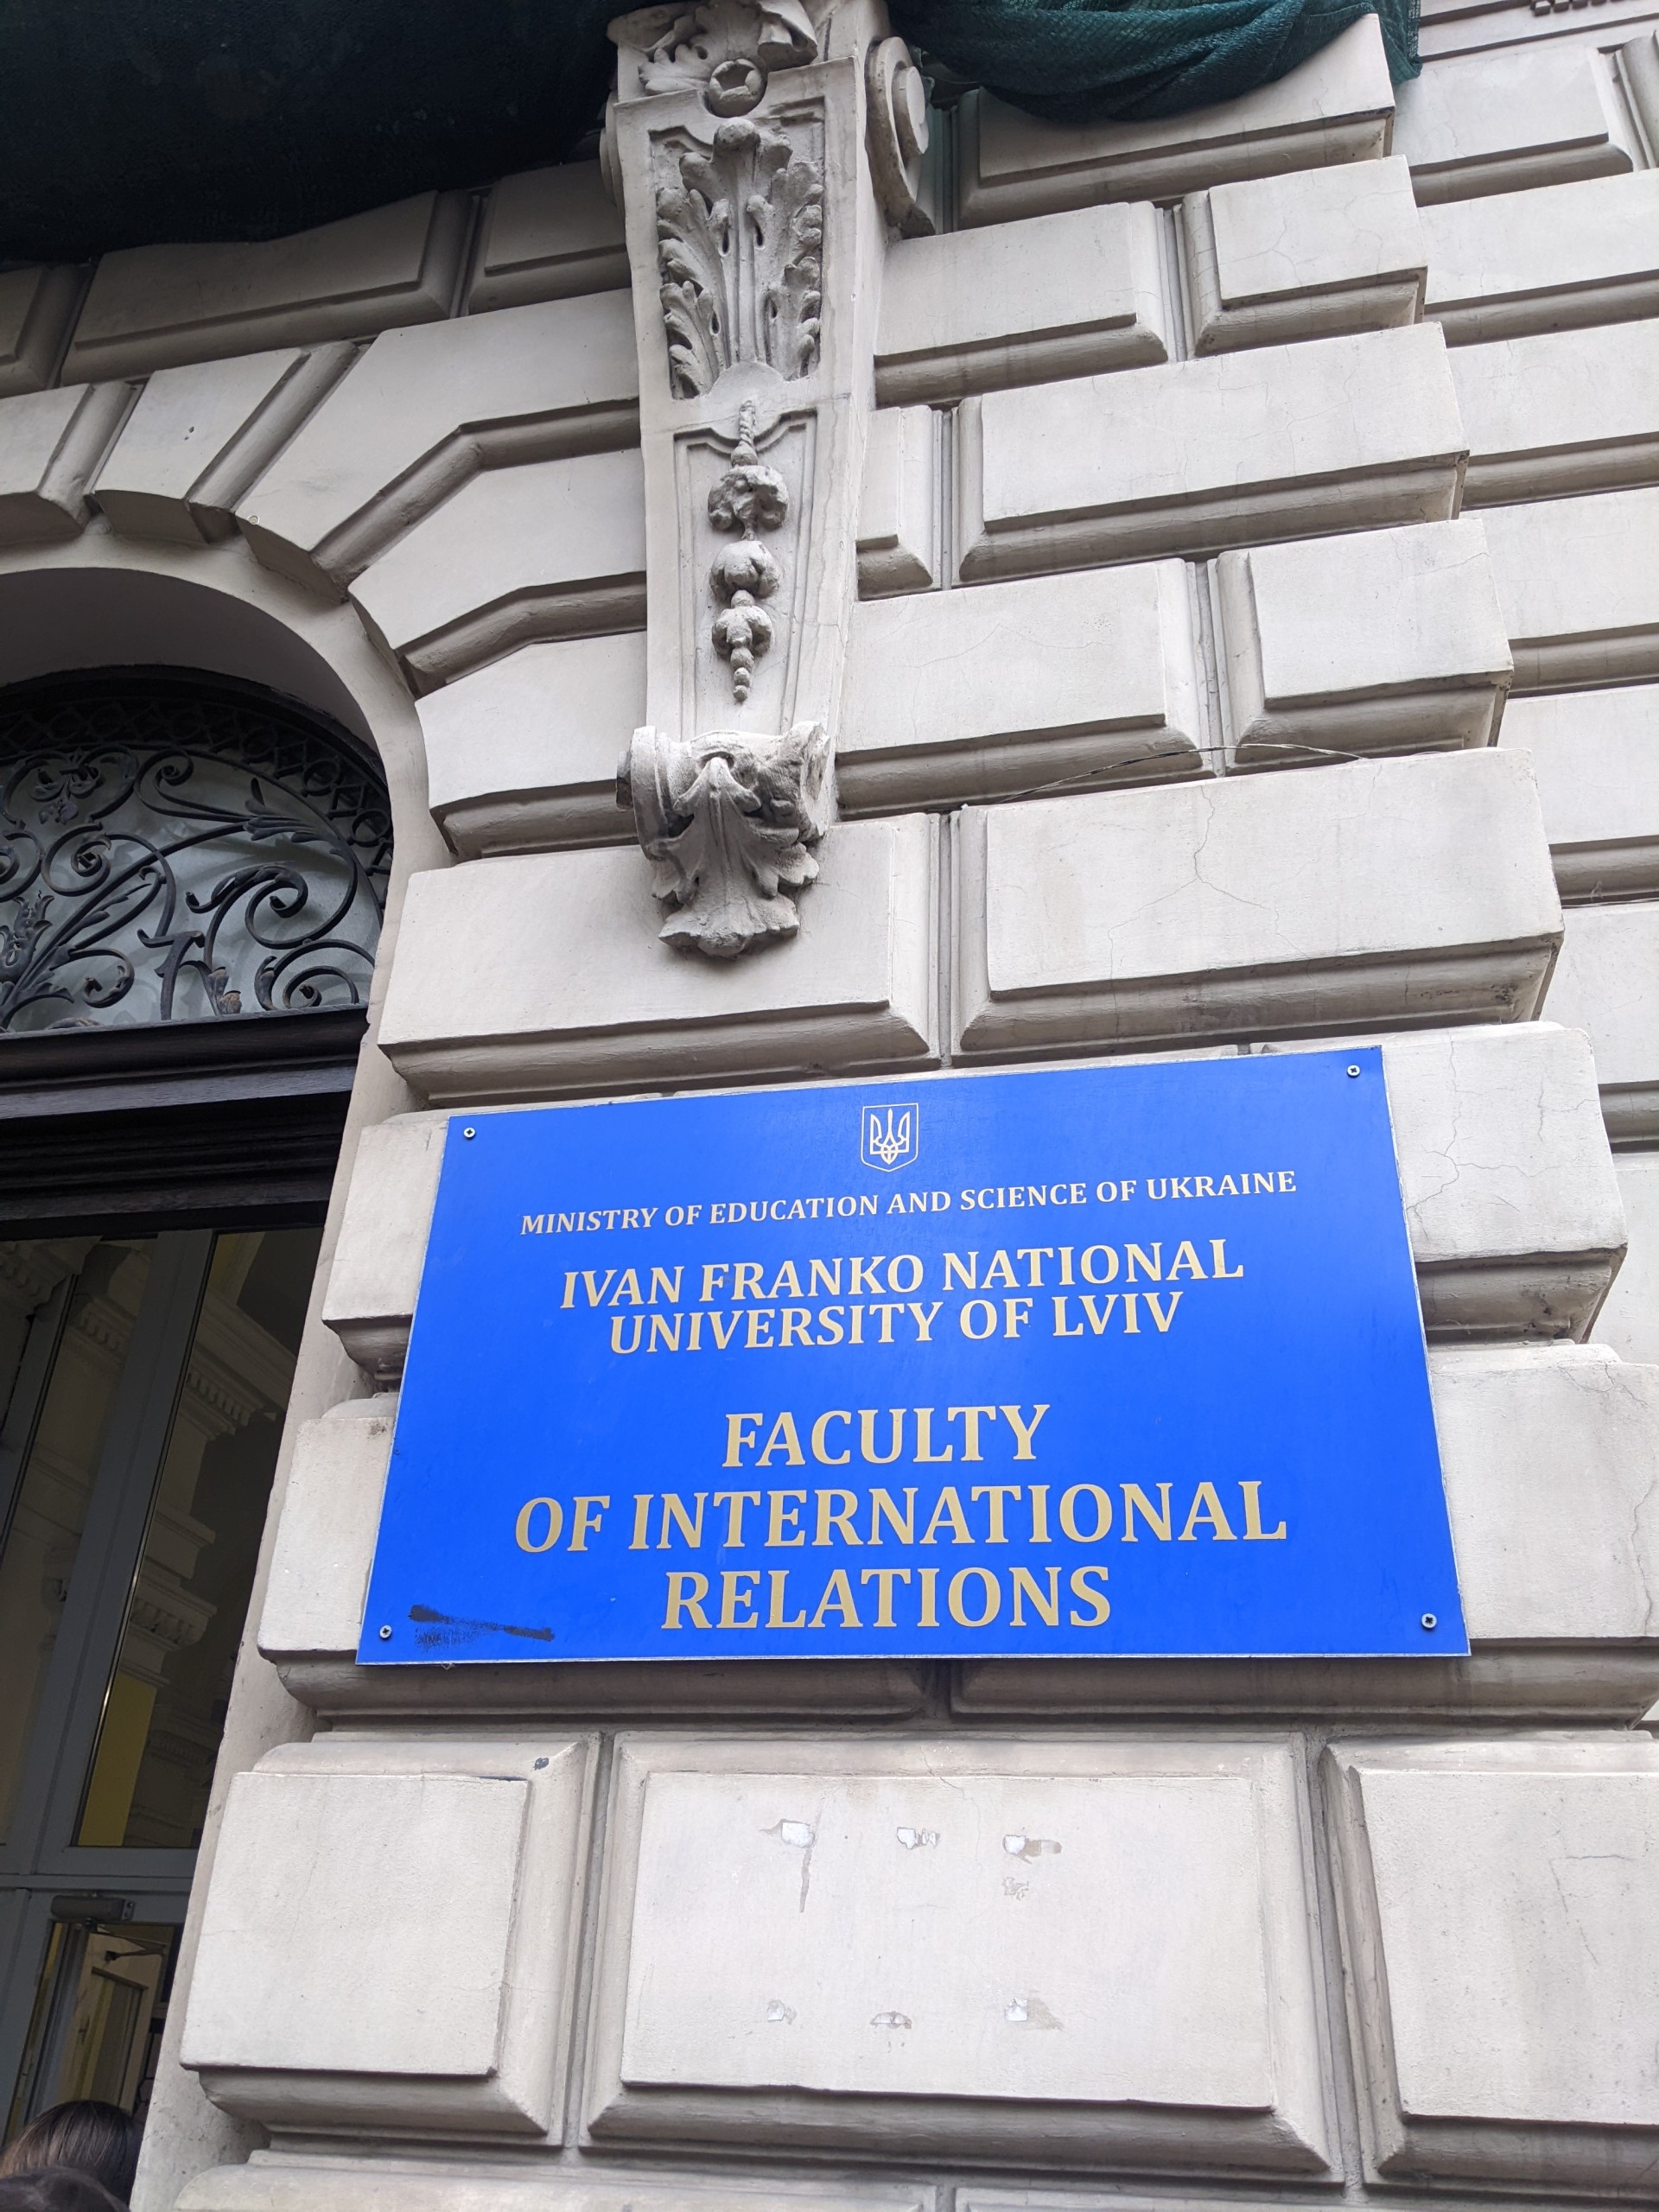 MINISTRY OF EDUCATION AND SCIENCE OF UKRAINE
IVAN FRANKO NATIONAL
UNIVERSITY OF LVIV
FACULTY
OF INTERNATIONAL
RELATIONS